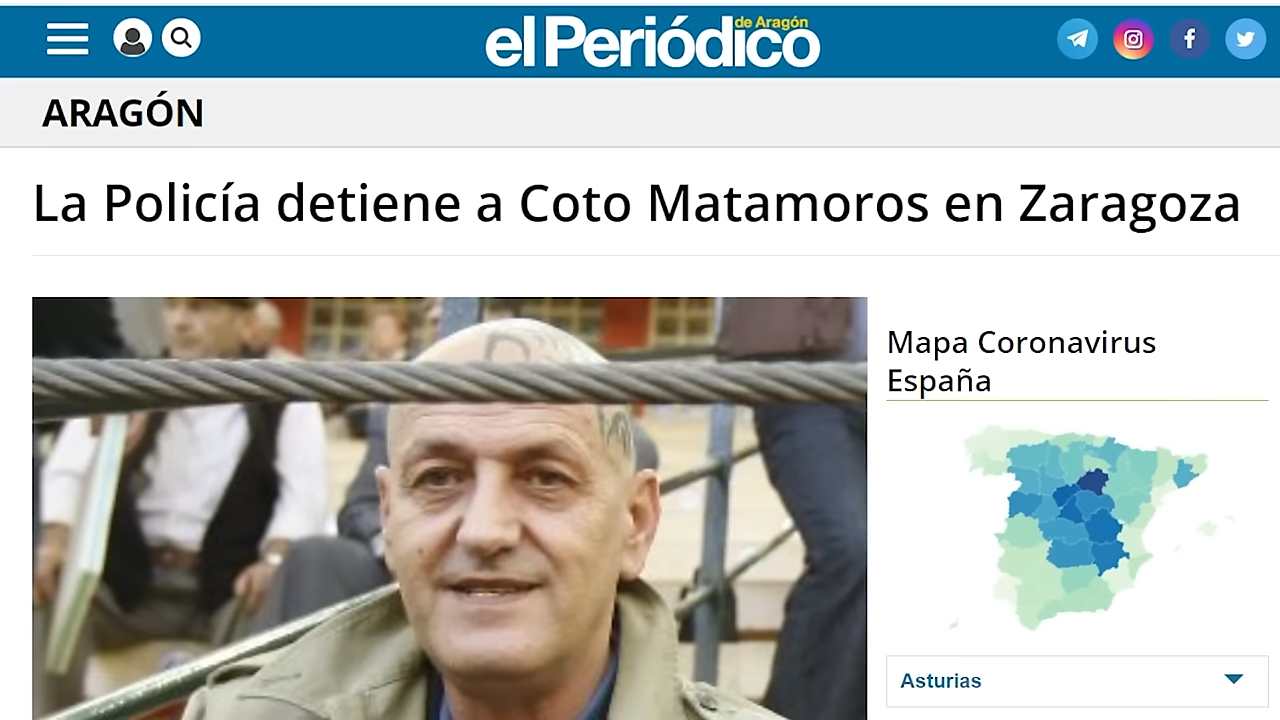 el Periódico
de Aragón
ARAGÓN
La Policía detiene a Coto Matamoros en Zaragoza
Mapa Coronavirus
España
Asturias